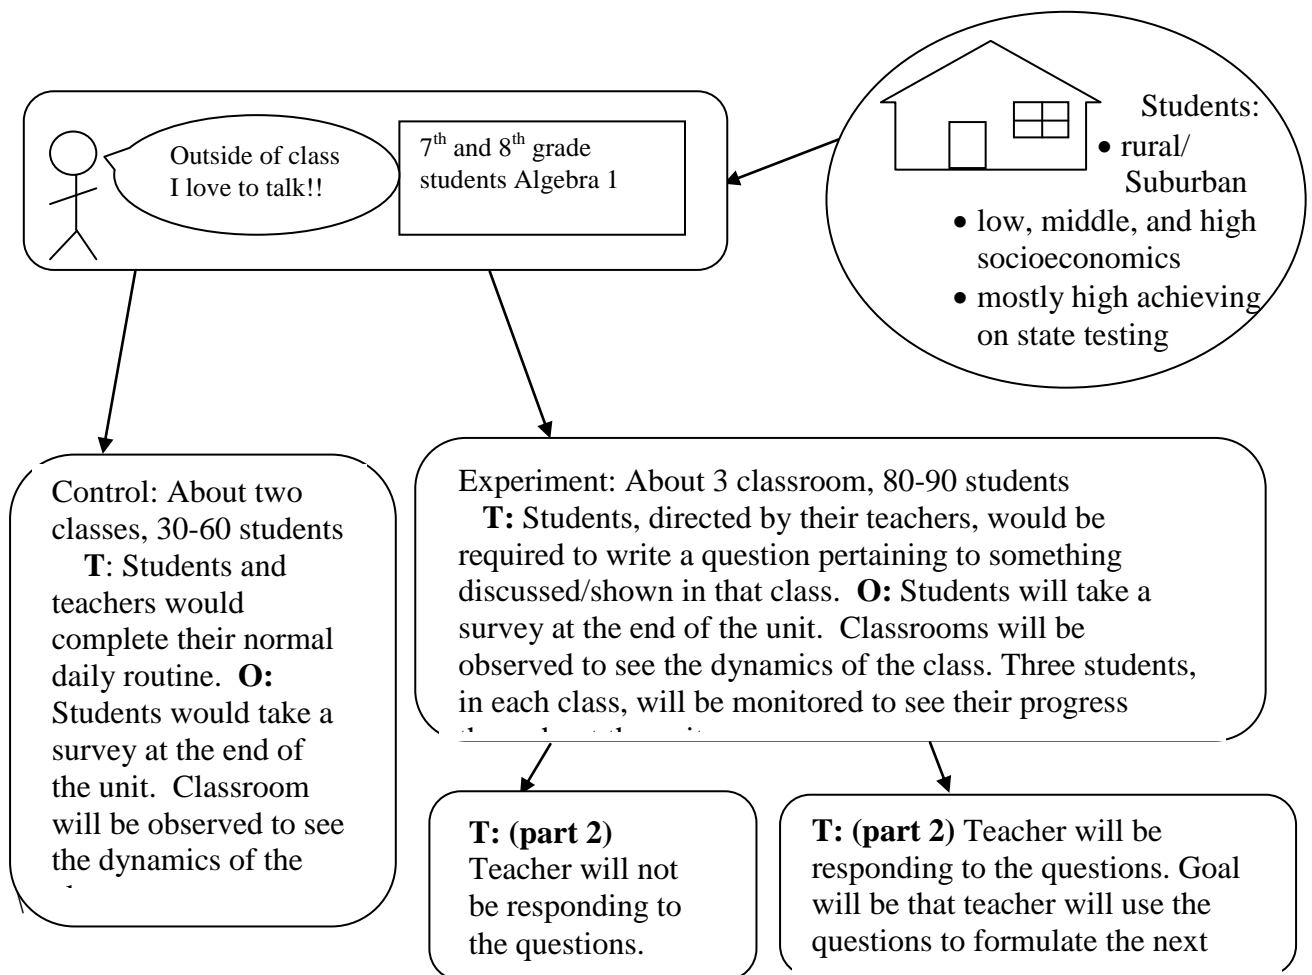 Outside of class
I love to talk!!
7th and 8th grade
students Algebra 1
Students:
• rural/
Suburban
• low, middle, and high
socioeconomics
• mostly high achieving
on state testing
Control: About two
classes, 30-60 students
T: Students and
teachers would
complete their normal
daily routine. O:
Students would take a
survey at the end of
the unit. Classroom
will be observed to see
the dynamics of the
Experiment: About 3 classroom, 80-90 students
T: Students, directed by their teachers, would be
required to write a question pertaining to something
discussed/shown in that class. O: Students will take a
survey at the end of the unit. Classrooms will be
observed to see the dynamics of the class. Three students,
in each class, will be monitored to see their progress
T: (part 2)
Teacher will not
be responding to
the questions.
T: (part 2) Teacher will be
responding to the questions. Goal
will be that teacher will use the
questions to formulate the next